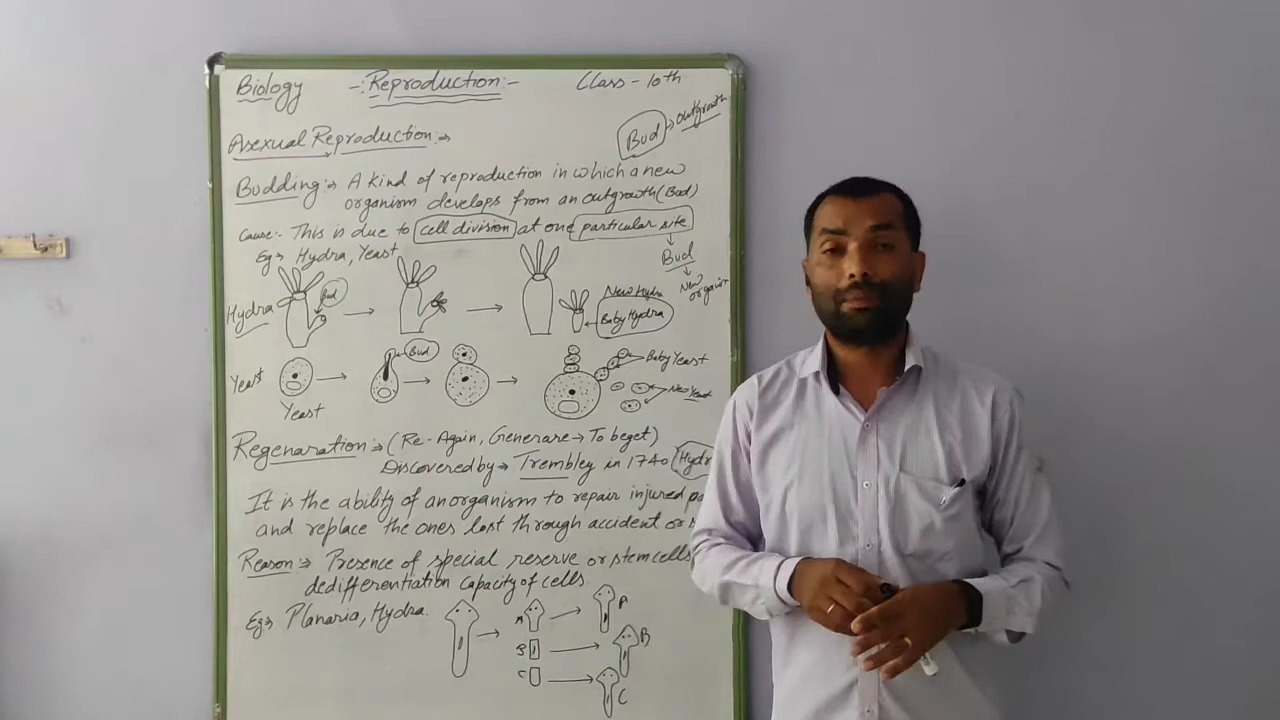 Biology -: Reproduction :- Class - 10th
Bud → outgrowth
Asexual Reproduction :→
Budding :→ A kind of reproduction in which a new
organism develops from an outgrowth (Bud)
Cause:- This is due to cell division at one particular site
Eg → Hydra, Yeast
Bud
New organism
Hydra
Bud
New Hydra
Baby Hydra
Yeast
Bud
Baby Yeast
New Yeast
Yeast
Regenaration :→ (Re-Again, Generare → To beget)
Discovered by → Trembley in 1740 (Hydr
It is the ability of an organism to repair injured
and replace the ones lost through accident or
Reason :→ Presence of special reserve or stem cells
dedifferentiation capacity of cells
Eg → Planaria, Hydra.
A A
B B
C C